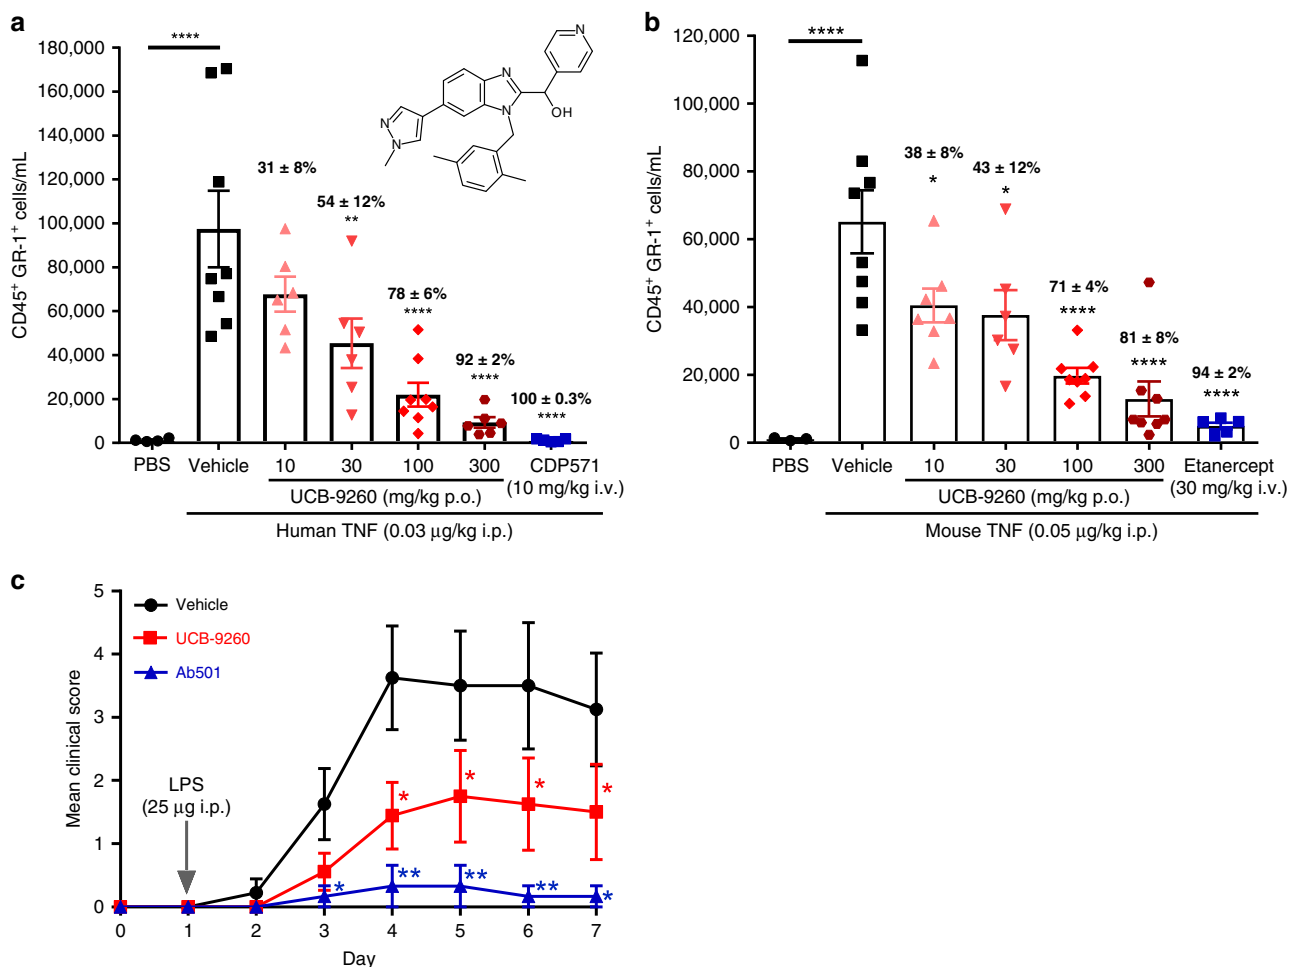 a
CD45+ GR-1+ cells/mL
180,000
160,000
140,000
120,000
100,000
80,000
60,000
40,000
20,000
0
****
31 ± 8%
54 ± 12%
**
78 ± 6%
****
92 ± 2%
****
100 ± 0.3%
****
N
N
N
OH
N
N
PBS
Vehicle
10
30
100
300
CDP571
(10 mg/kg i.v.)
UCB-9260 (mg/kg p.o.)
Human TNF (0.03 μg/kg i.p.)
b
CD45+ GR-1+ cells/mL
120,000
100,000
80,000
60,000
40,000
20,000
0
****
38 ± 8%
*
43 ± 12%
*
71 ± 4%
****
81 ± 8%
****
94 ± 2%
****
PBS
Vehicle
10
30
100
300
Etanercept
(30 mg/kg i.v.)
UCB-9260 (mg/kg p.o.)
Mouse TNF (0.05 μg/kg i.p.)
c
Mean clinical score
5
4
3
2
1
0
Vehicle
UCB-9260
Ab501
LPS
(25 μg i.p.)
*
*
*
*
*
**
**
**
*
0
1
2
3
4
5
6
7
Day